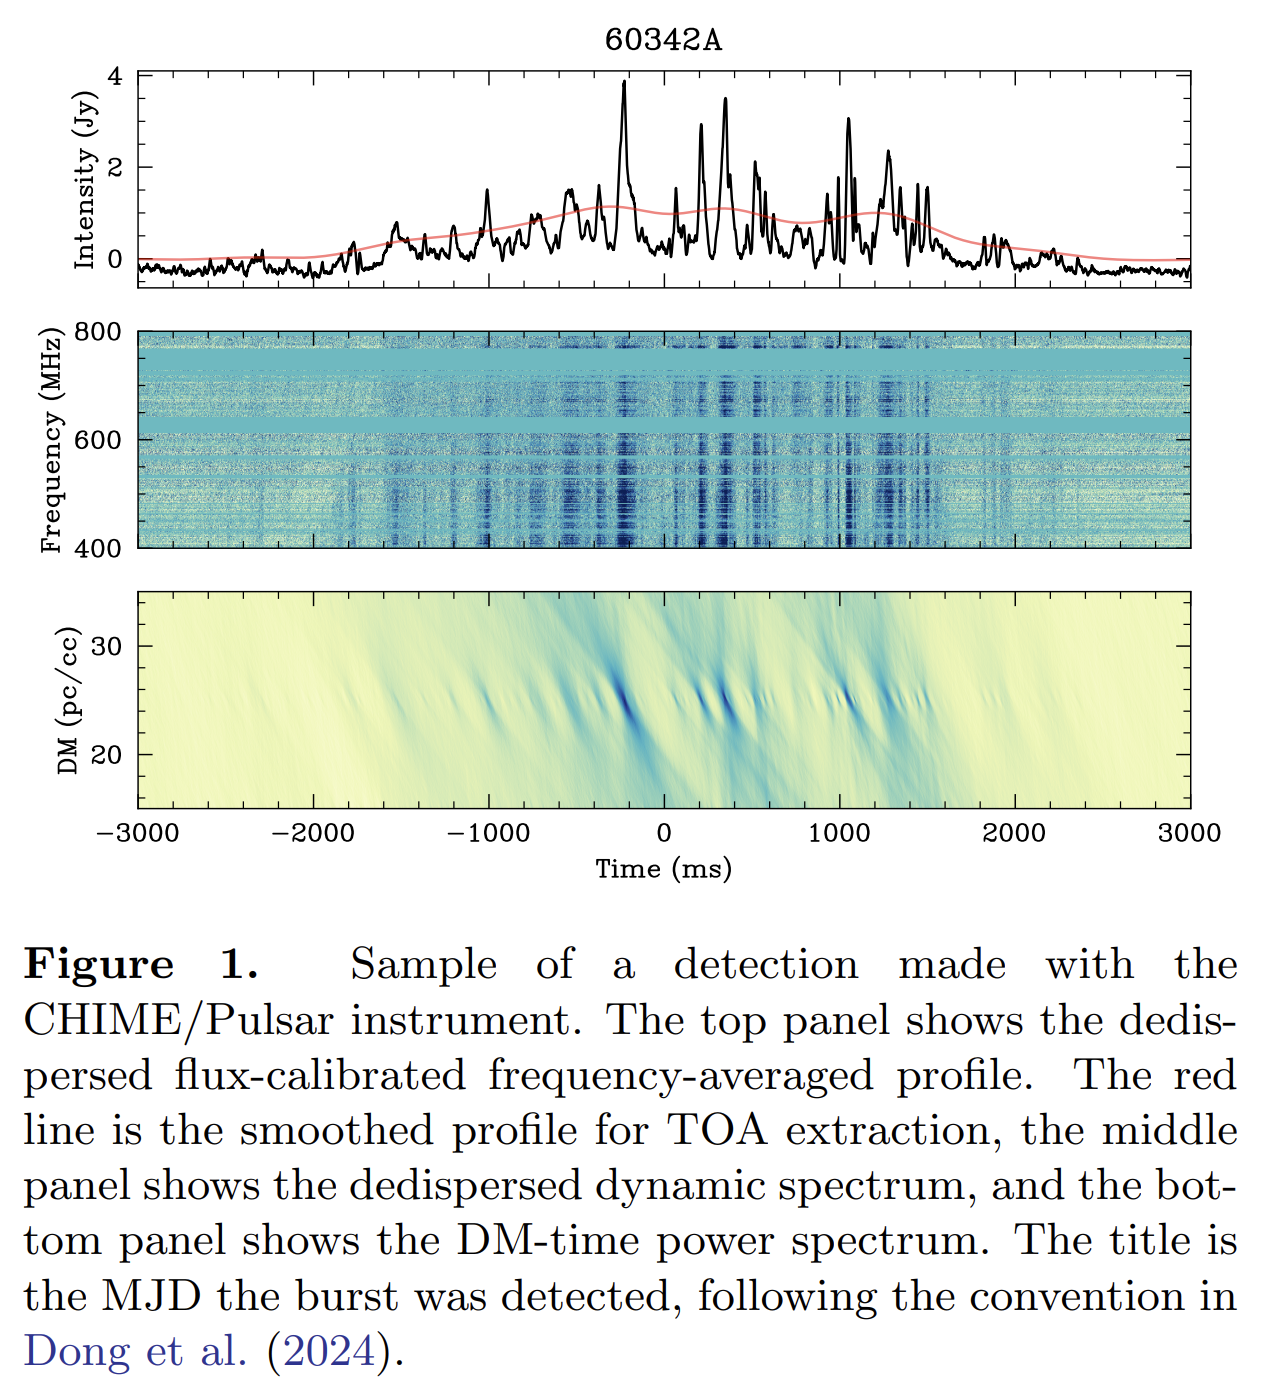 60342A
Intensity (Jy)
4
2
0
Frequency (MHz)
800
600
400
DM (pc/cc)
30
20
−3000 −2000 −1000 0 1000 2000 3000
Time (ms)
Figure 1. Sample of a detection made with the
CHIME/Pulsar instrument. The top panel shows the dedis-
persed flux-calibrated frequency-averaged profile. The red
line is the smoothed profile for TOA extraction, the middle
panel shows the dedispersed dynamic spectrum, and the bot-
tom panel shows the DM-time power spectrum. The title is
the MJD the burst was detected, following the convention in
Dong et al. (2024).